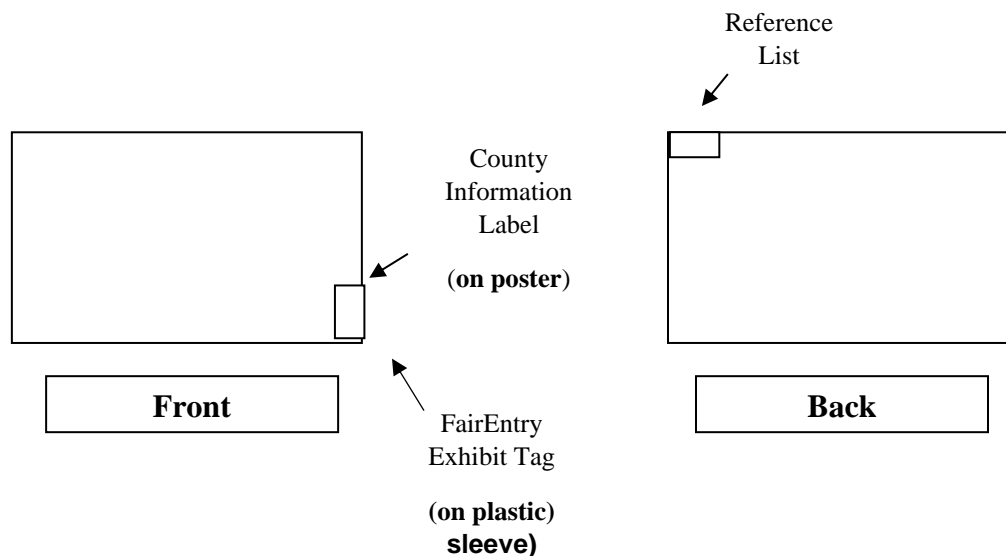 Reference
List
County
Information
Label
(on poster)
Front
Back
FairEntry
Exhibit Tag
(on plastic)
sleeve)